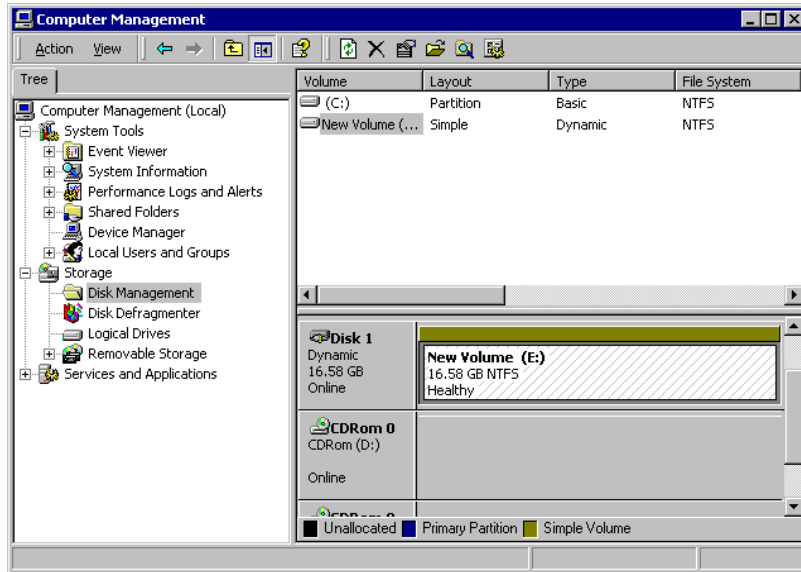 Computer Management
Action View
Tree
Computer Management (Local)
System Tools
Event Viewer
System Information
Performance Logs and Alerts
Shared Folders
Device Manager
Local Users and Groups
Storage
Disk Management
Disk Defragmenter
Logical Drives
Removable Storage
Services and Applications
Volume Layout Type File System
(C:) Partition Basic NTFS
New Volume (... Simple Dynamic NTFS
Disk 1
Dynamic
16.58 GB
Online
New Volume (E:)
16.58 GB NTFS
Healthy
CDRom 0
CDRom (D:)
Online
Unallocated Primary Partition Simple Volume